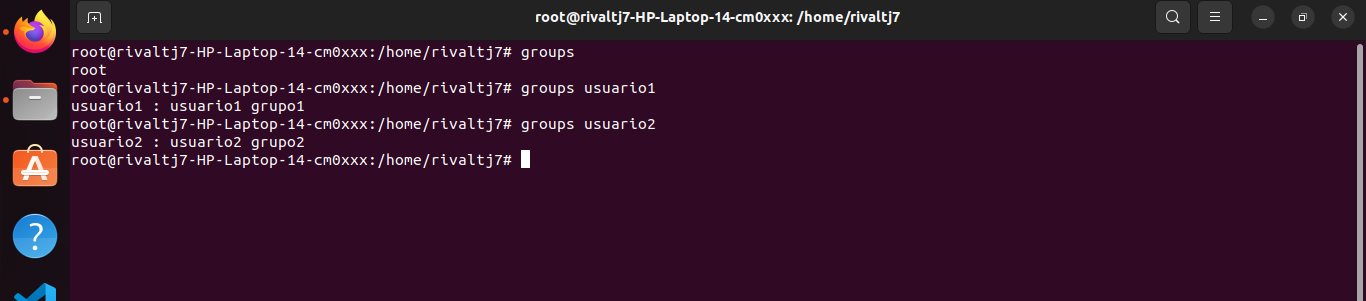 root@rivaltj7-HP-Laptop-14-cm0xxx: /home/rivaltj7
root@rivaltj7-HP-Laptop-14-cm0xxx:/home/rivaltj7# groups
root
root@rivaltj7-HP-Laptop-14-cm0xxx:/home/rivaltj7# groups usuario1
usuario1 : usuario1 grupo1
root@rivaltj7-HP-Laptop-14-cm0xxx:/home/rivaltj7# groups usuario2
usuario2 : usuario2 grupo2
root@rivaltj7-HP-Laptop-14-cm0xxx:/home/rivaltj7#